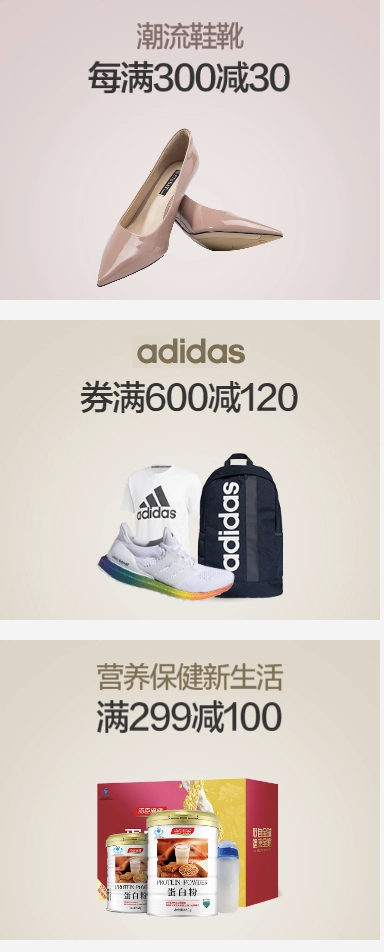 潮流鞋靴
每满300减30
adidas
券满600减120
adidas
adidas
营养保健新生活
满299减100
PROTEIN POWDER
蛋白粉
PROTEIN POWDER
蛋白粉